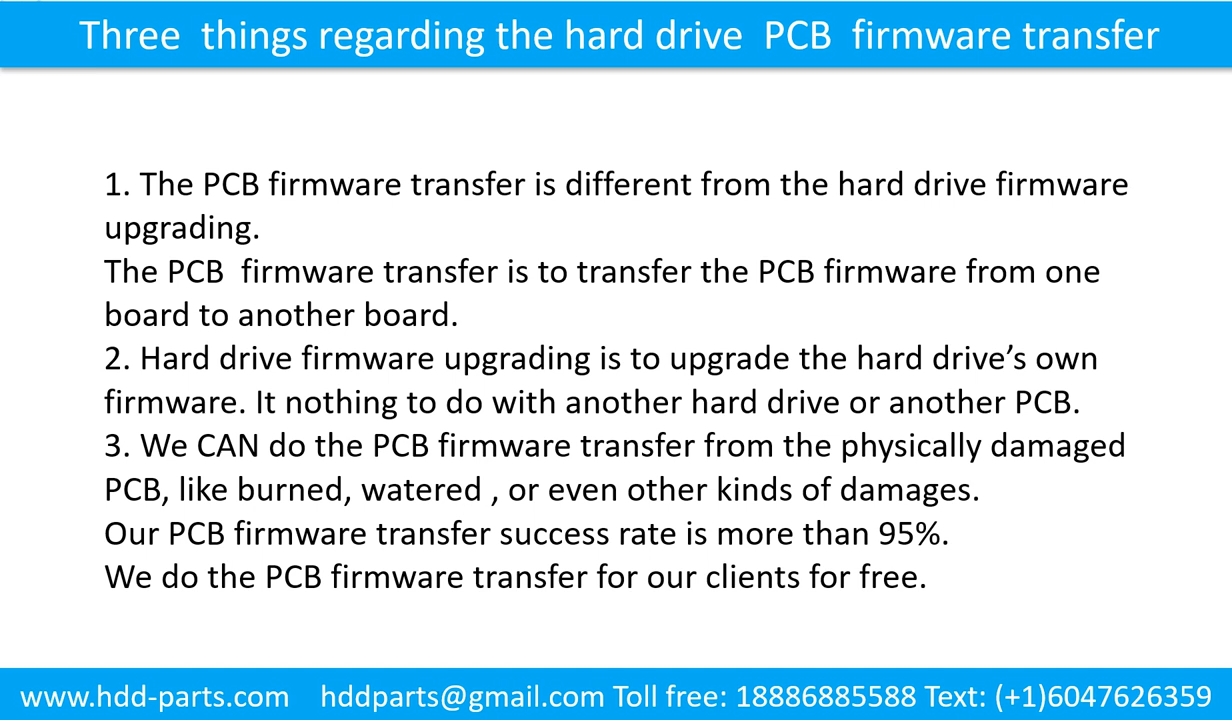 Three things regarding the hard drive PCB firmware transfer
1. The PCB firmware transfer is different from the hard drive firmware
upgrading.
The PCB firmware transfer is to transfer the PCB firmware from one
board to another board.
2. Hard drive firmware upgrading is to upgrade the hard drive’s own
firmware. It nothing to do with another hard drive or another PCB.
3. We CAN do the PCB firmware transfer from the physically damaged
PCB, like burned, watered , or even other kinds of damages.
Our PCB firmware transfer success rate is more than 95%.
We do the PCB firmware transfer for our clients for free.
www.hdd-parts.com hddparts@gmail.com Toll free: 18886885588 Text: (+1)6047626359